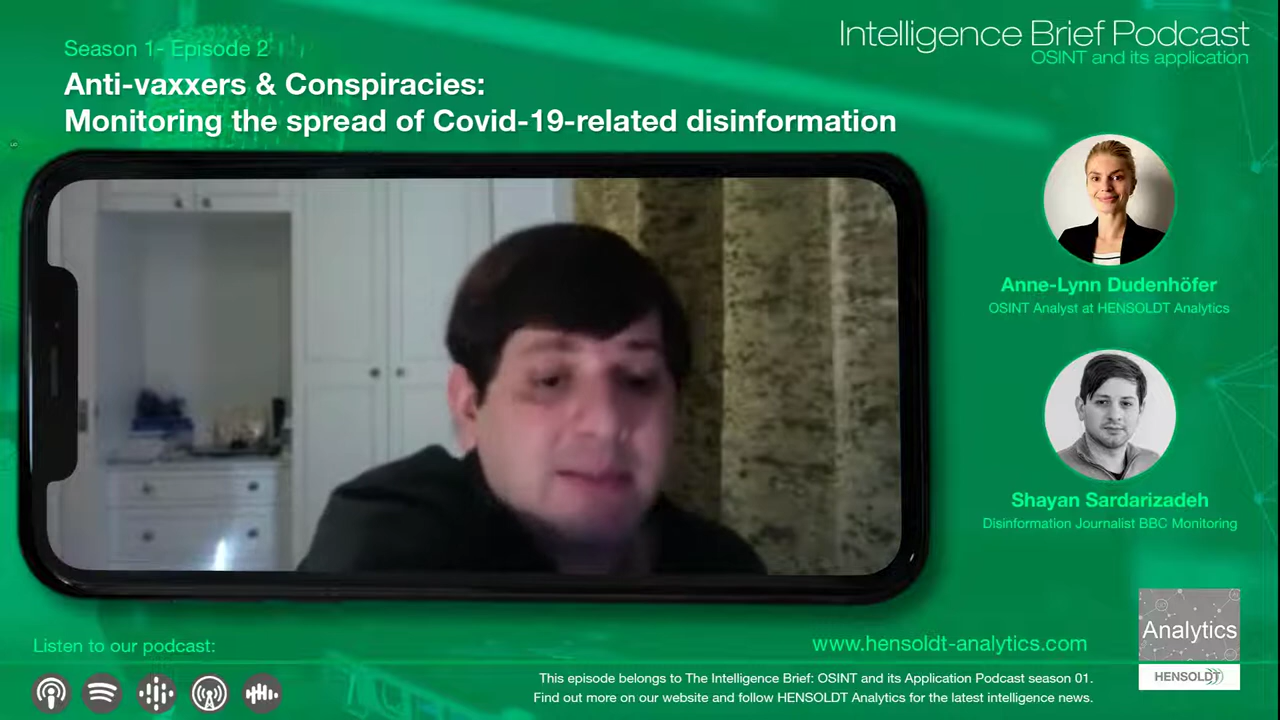 Season 1- Episode 2
Anti-vaxxers & Conspiracies:
Monitoring the spread of Covid-19-related disinformation
Intelligence Brief Podcast
OSINT and its application
Anne-Lynn Dudenhöfer
OSINT Analyst at HENSOLDT Analytics
Shayan Sardarizadeh
Disinformation Journalist BBC Monitoring
Listen to our podcast:
www.hensoldt-analytics.com
This episode belongs to The Intelligence Brief: OSINT and its Application Podcast season 01.
Find out more on our website and follow HENSOLDT Analytics for the latest intelligence news.
Analytics
HENSOLDT